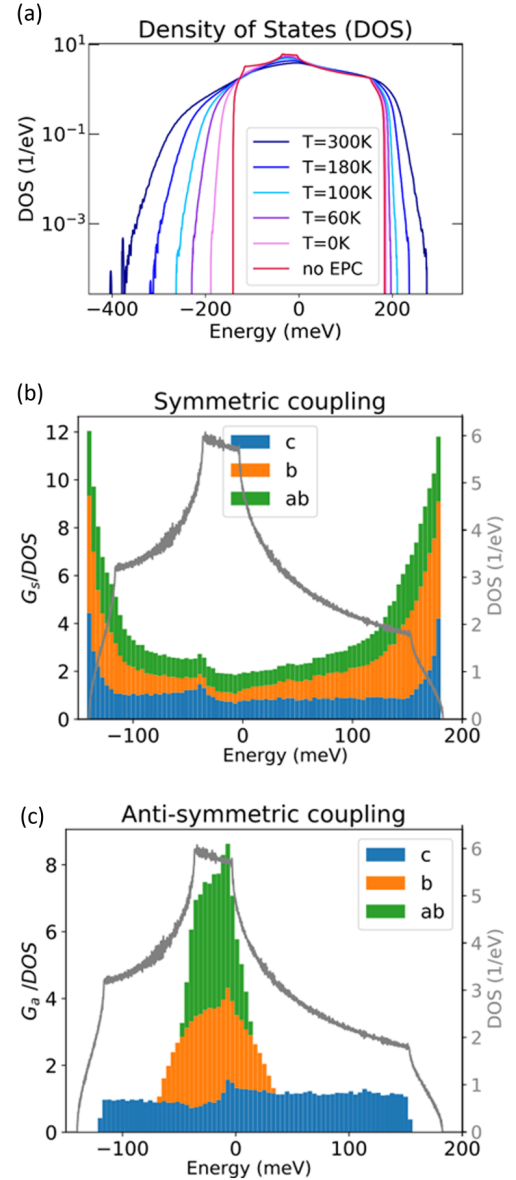 (a)
Density of States (DOS)
DOS (1/eV)
10¹
10⁻¹
10⁻³
T=300K
T=180K
T=100K
T=60K
T=0K
no EPC
−400 −200 0 200
Energy (meV)
(b)
Symmetric coupling
G_s/DOS
12
10
8
6
4
2
0
c
b
ab
6
5
4
3
2
1
0
DOS (1/eV)
−100 0 100 200
Energy (meV)
(c)
Anti-symmetric coupling
G_a /DOS
8
6
4
2
0
c
b
ab
6
5
4
3
2
1
0
DOS (1/eV)
−100 0 100 200
Energy (meV)